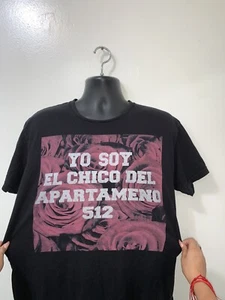 YO SOY
EL CHICO DEL
APARTAMENO
512